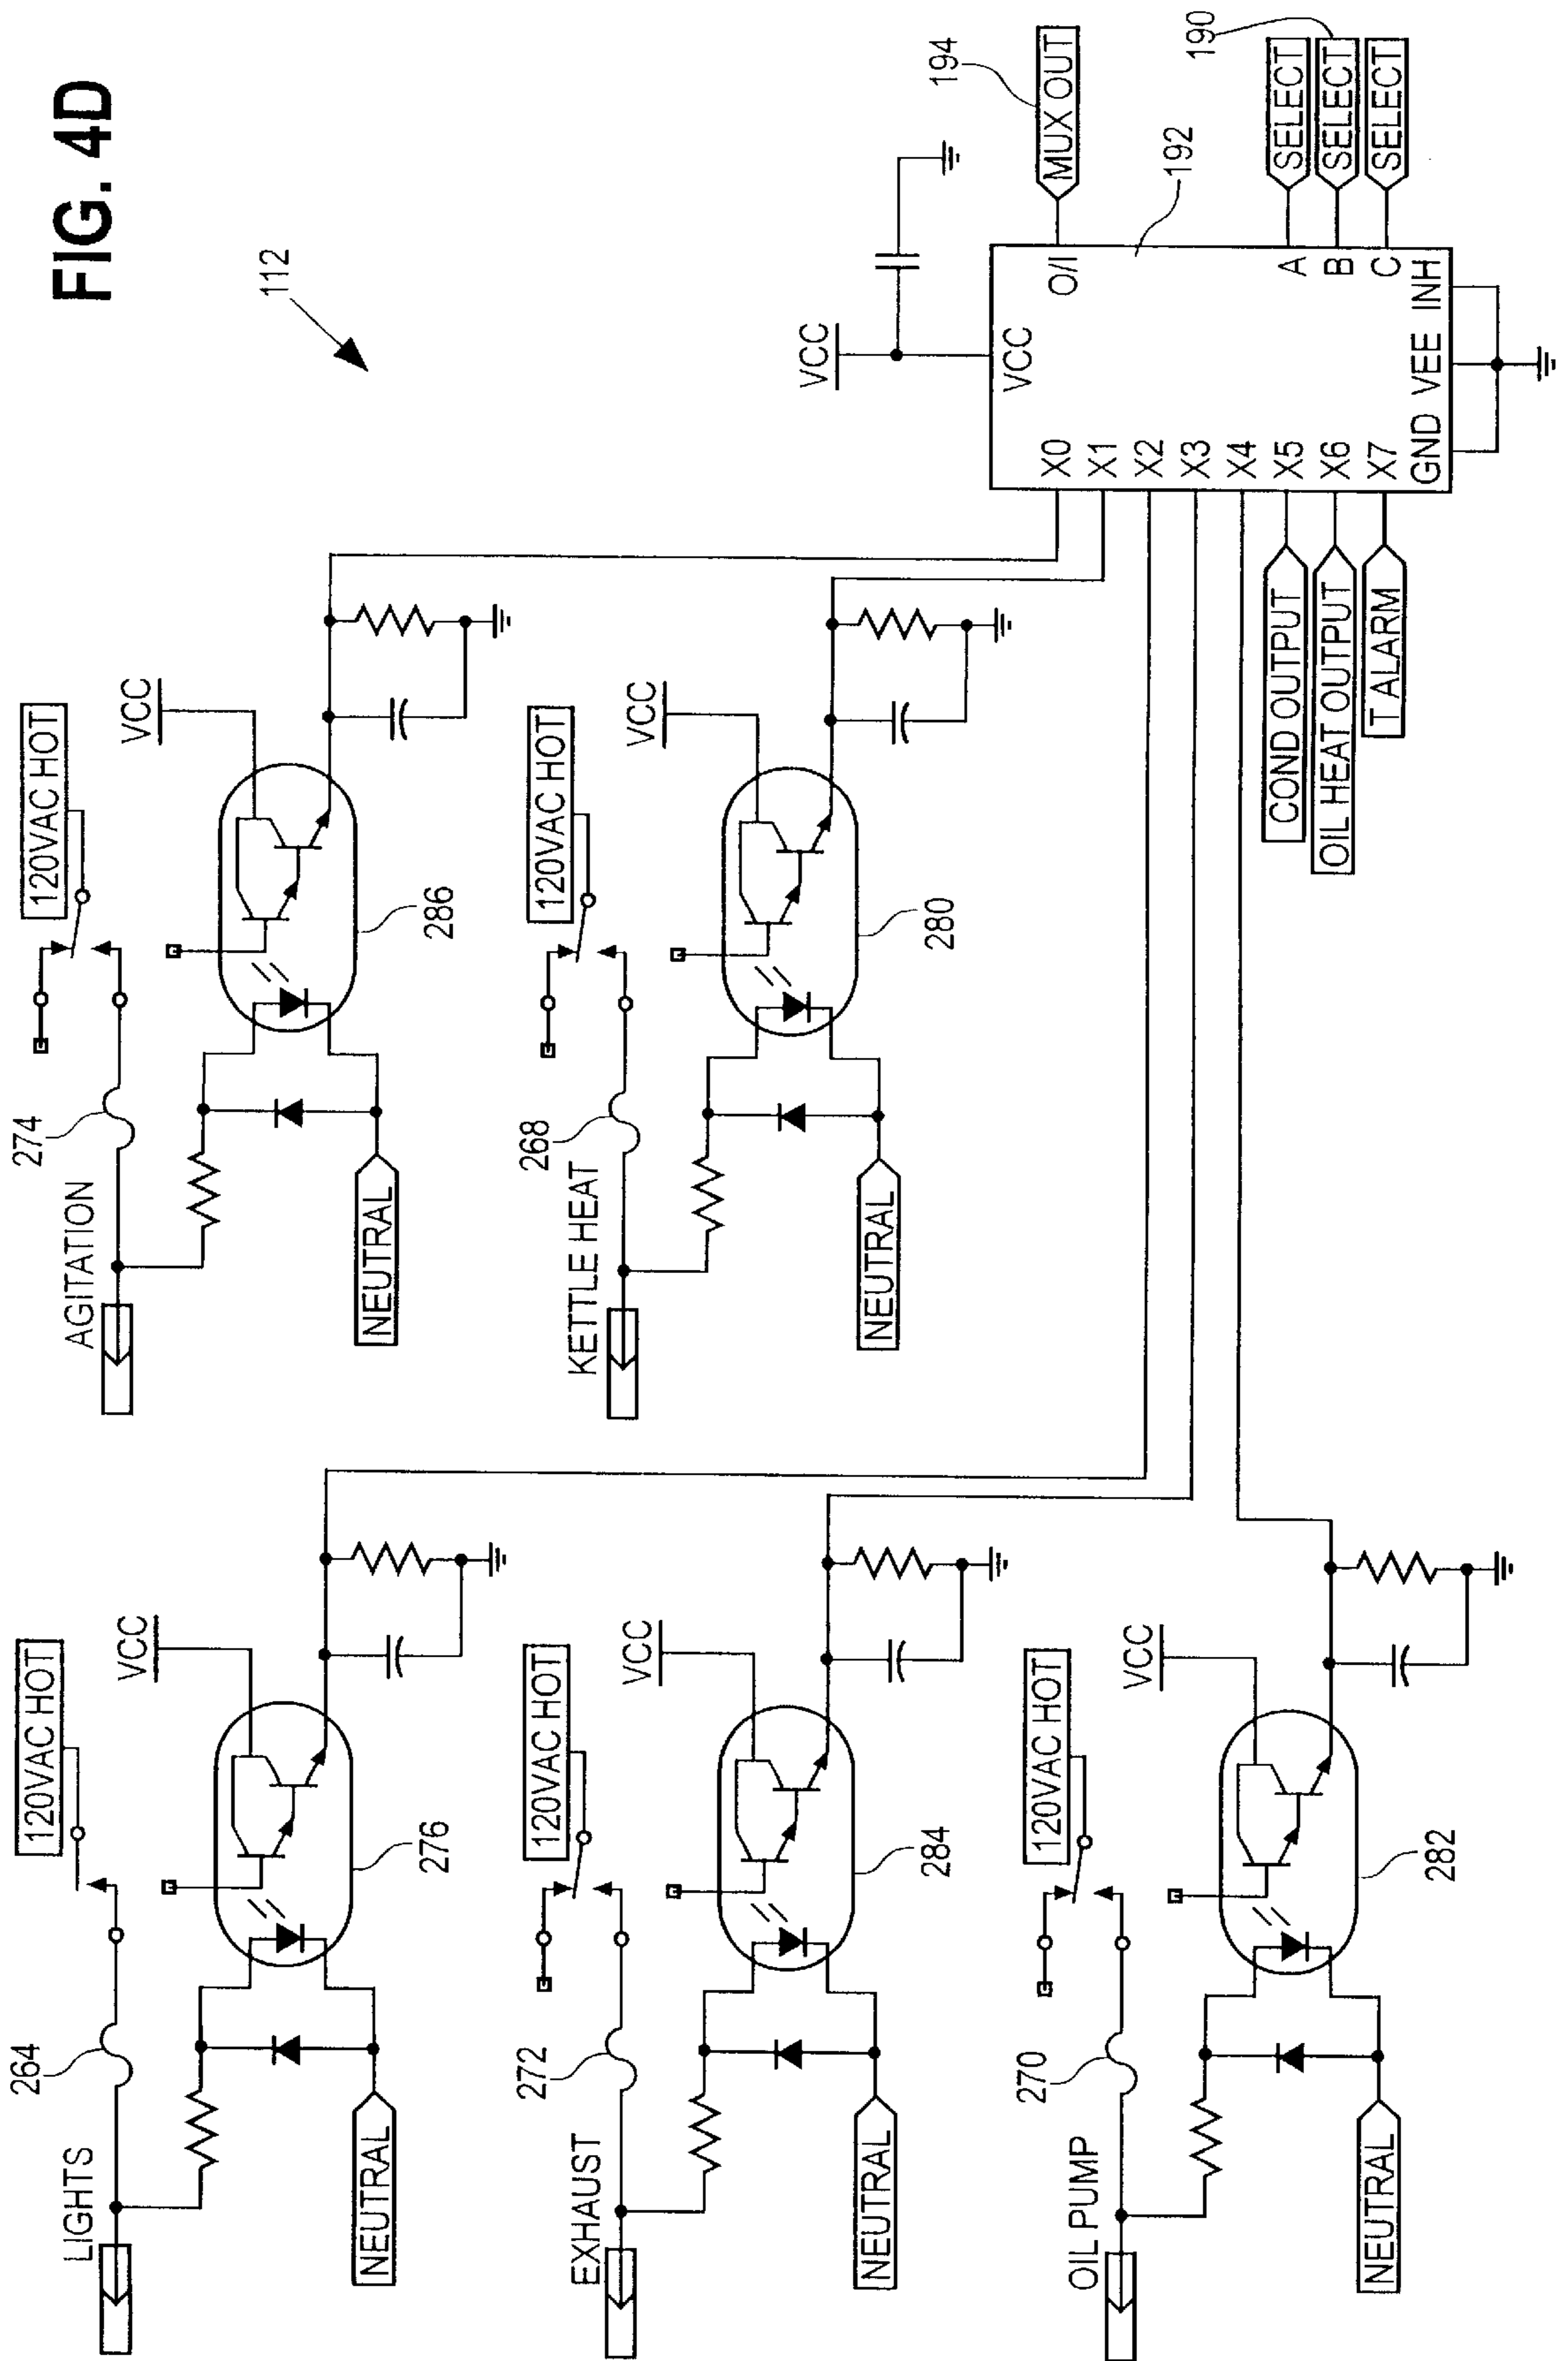 FIG. 4D
112
LIGHTS
264
120VAC HOT
VCC
276
NEUTRAL
AGITATION
274
120VAC HOT
VCC
286
NEUTRAL
EXHAUST
272
120VAC HOT
VCC
284
NEUTRAL
KETTLE HEAT
268
120VAC HOT
VCC
280
NEUTRAL
OIL PUMP
270
120VAC HOT
VCC
282
NEUTRAL
VCC
VCC
X0
X1
X2
X3
X4
X5
X6
X7
GND VEE INH
O/I
A
B
C
COND OUTPUT
OIL HEAT OUTPUT
T ALARM
MUX OUT
194
192
SELECT
SELECT
SELECT
190